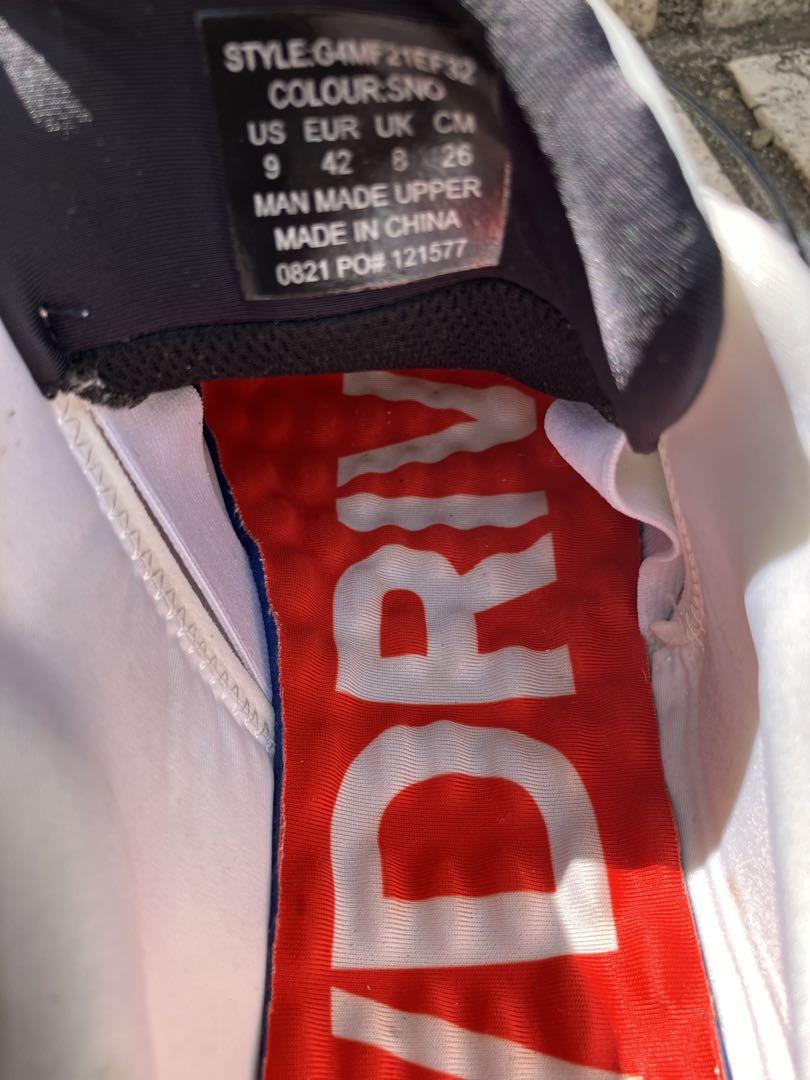 STYLE:G4MF21EF32
COLOUR:SNO
US EUR UK CM
9 42 8 26
MAN MADE UPPER
MADE IN CHINA
0821 PO# 121577
/DRIV